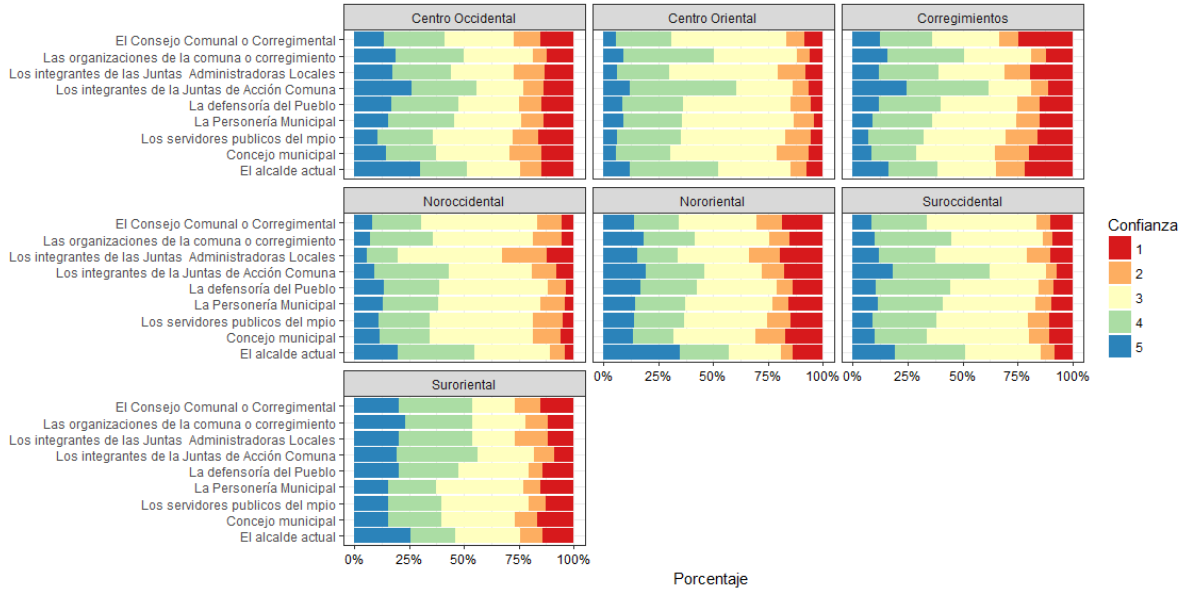 Centro Occidental
Centro Oriental
Corregimientos
El Consejo Comunal o Corregimental
Las organizaciones de la comuna o corregimiento
Los integrantes de las Juntas  Administradoras Locales
Los integrantes de la Juntas de Acción Comuna
La defensoría del Pueblo
La Personería Municipal
Los servidores publicos del mpio
Concejo municipal
El alcalde actual
Noroccidental
Nororiental
Suroccidental
El Consejo Comunal o Corregimental
Las organizaciones de la comuna o corregimiento
Los integrantes de las Juntas  Administradoras Locales
Los integrantes de la Juntas de Acción Comuna
La defensoría del Pueblo
La Personería Municipal
Los servidores publicos del mpio
Concejo municipal
El alcalde actual
0% 25% 50% 75% 100%
0% 25% 50% 75% 100%
Confianza
1
2
3
4
5
Suroriental
El Consejo Comunal o Corregimental
Las organizaciones de la comuna o corregimiento
Los integrantes de las Juntas  Administradoras Locales
Los integrantes de la Juntas de Acción Comuna
La defensoría del Pueblo
La Personería Municipal
Los servidores publicos del mpio
Concejo municipal
El alcalde actual
0% 25% 50% 75% 100%
Porcentaje